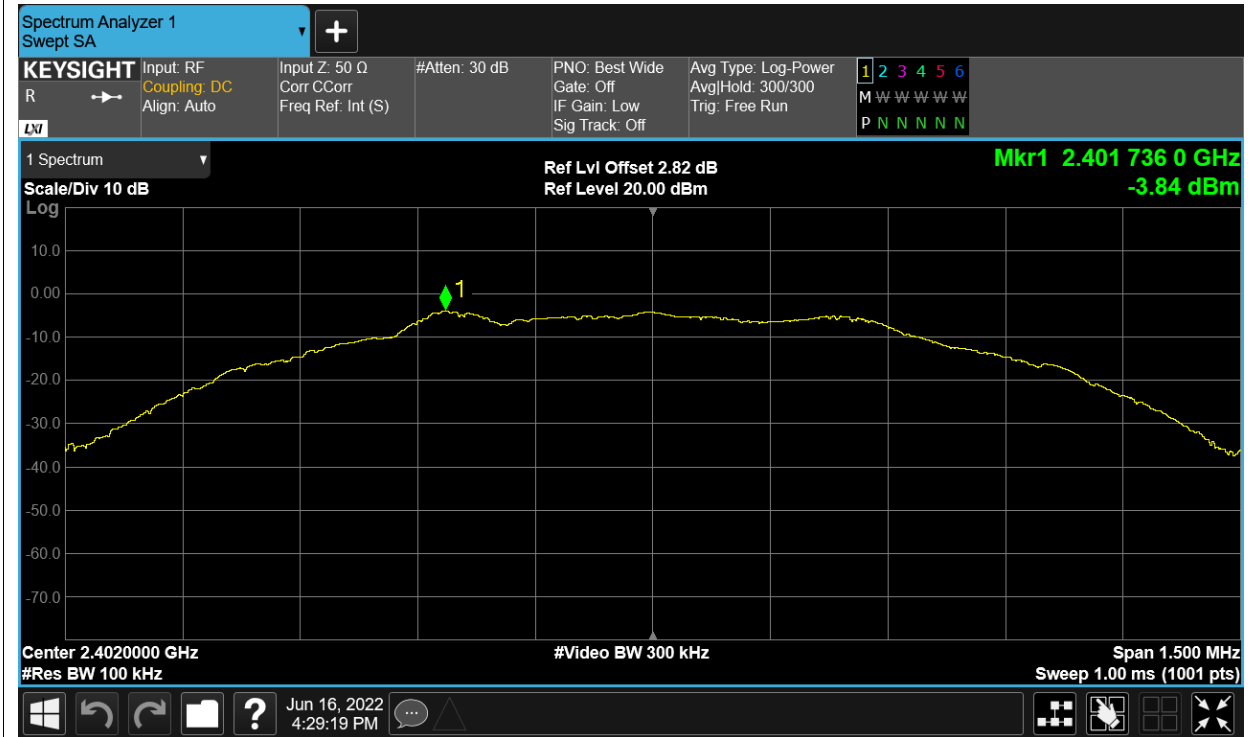 Spectrum Analyzer 1
Swept SA
+
KEYSIGHT
R
LXI
Input: RF
Coupling: DC
Align: Auto
Input Z: 50 Ω
Corr CCorr
Freq Ref: Int (S)
#Atten: 30 dB
PNO: Best Wide
Gate: Off
IF Gain: Low
Sig Track: Off
Avg Type: Log-Power
Avg|Hold: 300/300
Trig: Free Run
1 2 3 4 5 6
M W W W W W W
P N N N N N N
1 Spectrum
Scale/Div 10 dB
Log
Ref Lvl Offset 2.82 dB
Ref Level 20.00 dBm
Mkr1 2.401 736 0 GHz
-3.84 dBm
10.0
0.00
-10.0
-20.0
-30.0
-40.0
-50.0
-60.0
-70.0
1
Center 2.4020000 GHz
#Res BW 100 kHz
#Video BW 300 kHz
Span 1.500 MHz
Sweep 1.00 ms (1001 pts)
?
Jun 16, 2022
4:29:19 PM